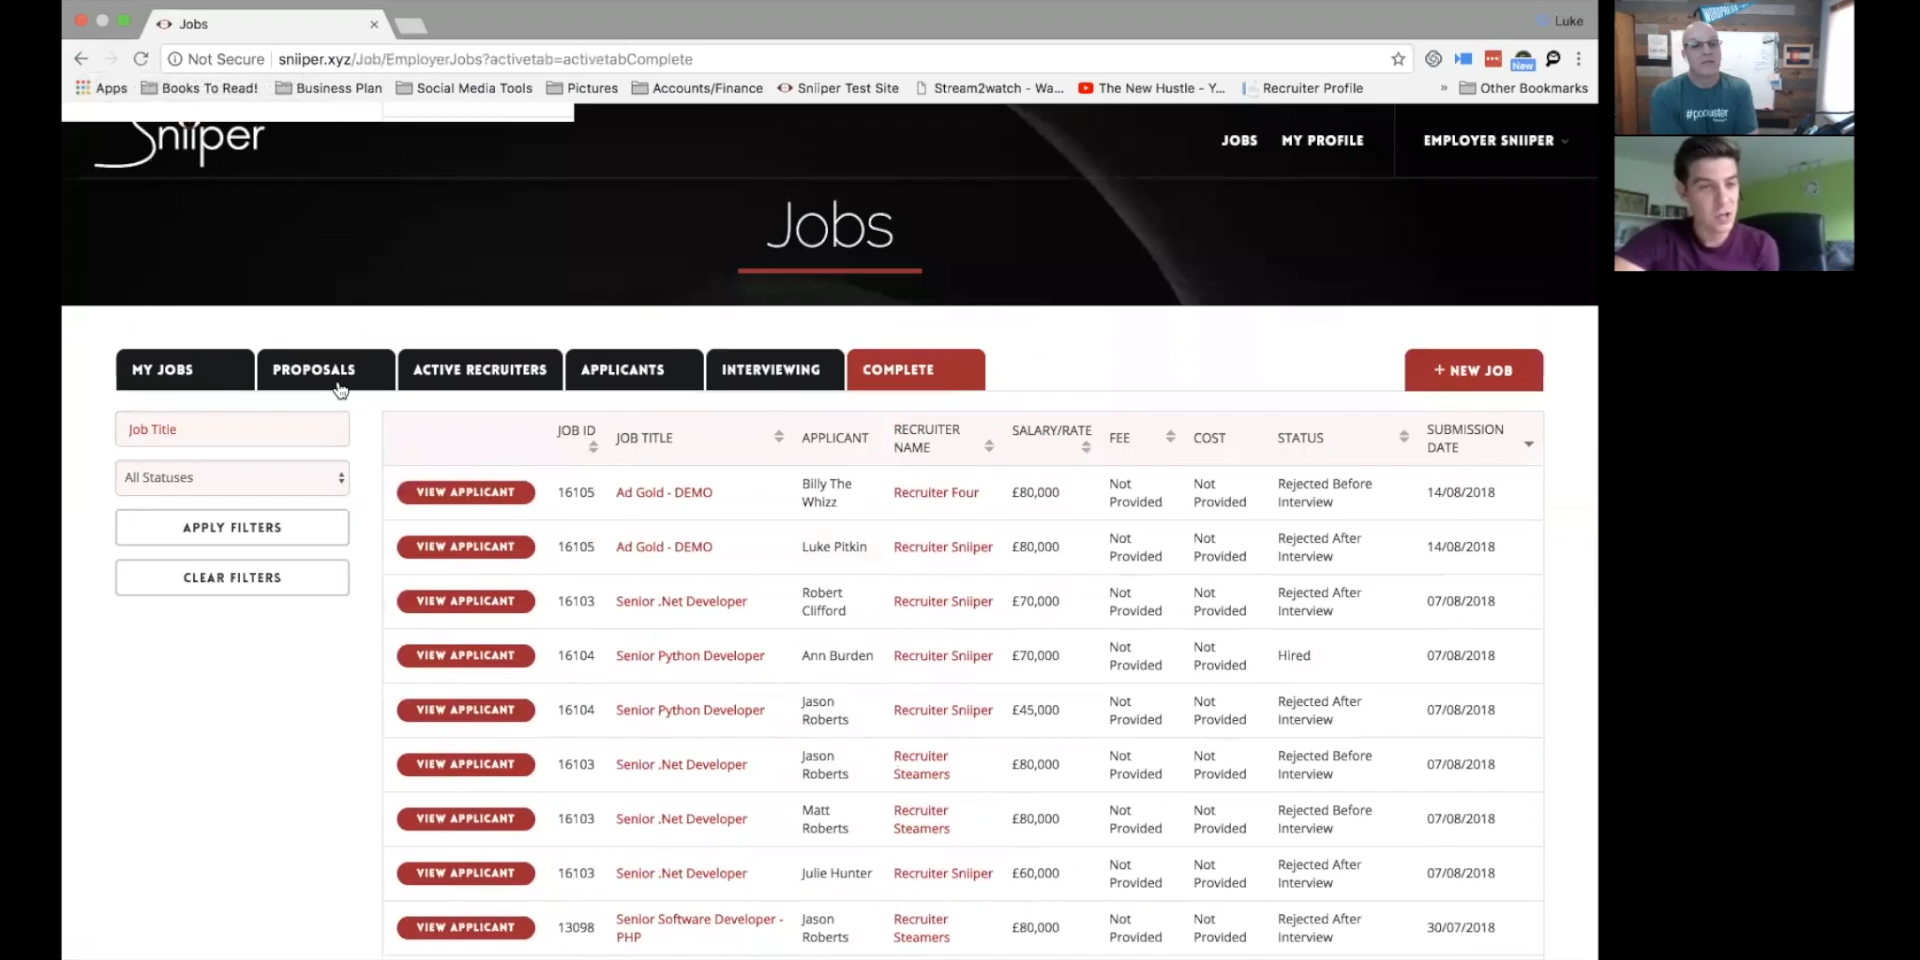 Jobs
Luke
Not Secure sniiper.xyz/Job/EmployerJobs?activetab=activetabComplete
New
Apps Books To Read! Business Plan Social Media Tools Pictures Accounts/Finance Sniiper Test Site Stream2watch - Wa... The New Hustle - Y... Recruiter Profile » Other Bookmarks
Sniiper
JOBS MY PROFILE EMPLOYER SNIIPER
Jobs
MY JOBS PROPOSALS ACTIVE RECRUITERS APPLICANTS INTERVIEWING COMPLETE + NEW JOB
Job Title
All Statuses
APPLY FILTERS
CLEAR FILTERS
JOB ID JOB TITLE APPLICANT RECRUITER NAME SALARY/RATE FEE COST STATUS SUBMISSION DATE
VIEW APPLICANT 16105 Ad Gold - DEMO Billy The Whizz Recruiter Four £80,000 Not Provided Not Provided Rejected Before Interview 14/08/2018
VIEW APPLICANT 16105 Ad Gold - DEMO Luke Pitkin Recruiter Sniiper £80,000 Not Provided Not Provided Rejected After Interview 14/08/2018
VIEW APPLICANT 16103 Senior .Net Developer Robert Clifford Recruiter Sniiper £70,000 Not Provided Not Provided Rejected After Interview 07/08/2018
VIEW APPLICANT 16104 Senior Python Developer Ann Burden Recruiter Sniiper £70,000 Not Provided Not Provided Hired 07/08/2018
VIEW APPLICANT 16104 Senior Python Developer Jason Roberts Recruiter Sniiper £45,000 Not Provided Not Provided Rejected After Interview 07/08/2018
VIEW APPLICANT 16103 Senior .Net Developer Jason Roberts Recruiter Steamers £80,000 Not Provided Not Provided Rejected Before Interview 07/08/2018
VIEW APPLICANT 16103 Senior .Net Developer Matt Roberts Recruiter Steamers £80,000 Not Provided Not Provided Rejected Before Interview 07/08/2018
VIEW APPLICANT 16103 Senior .Net Developer Julie Hunter Recruiter Sniiper £60,000 Not Provided Not Provided Rejected After Interview 07/08/2018
VIEW APPLICANT 13098 Senior Software Developer - PHP Jason Roberts Recruiter Steamers £80,000 Not Provided Not Provided Rejected After Interview 30/07/2018